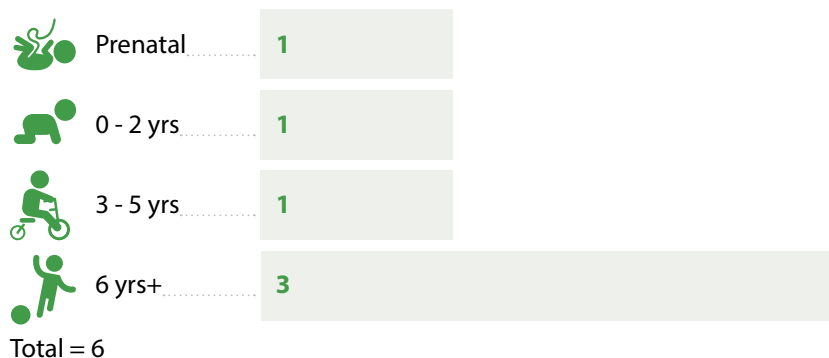 Prenatal 1
0 - 2 yrs 1
3 - 5 yrs 1
6 yrs+ 3
Total = 6